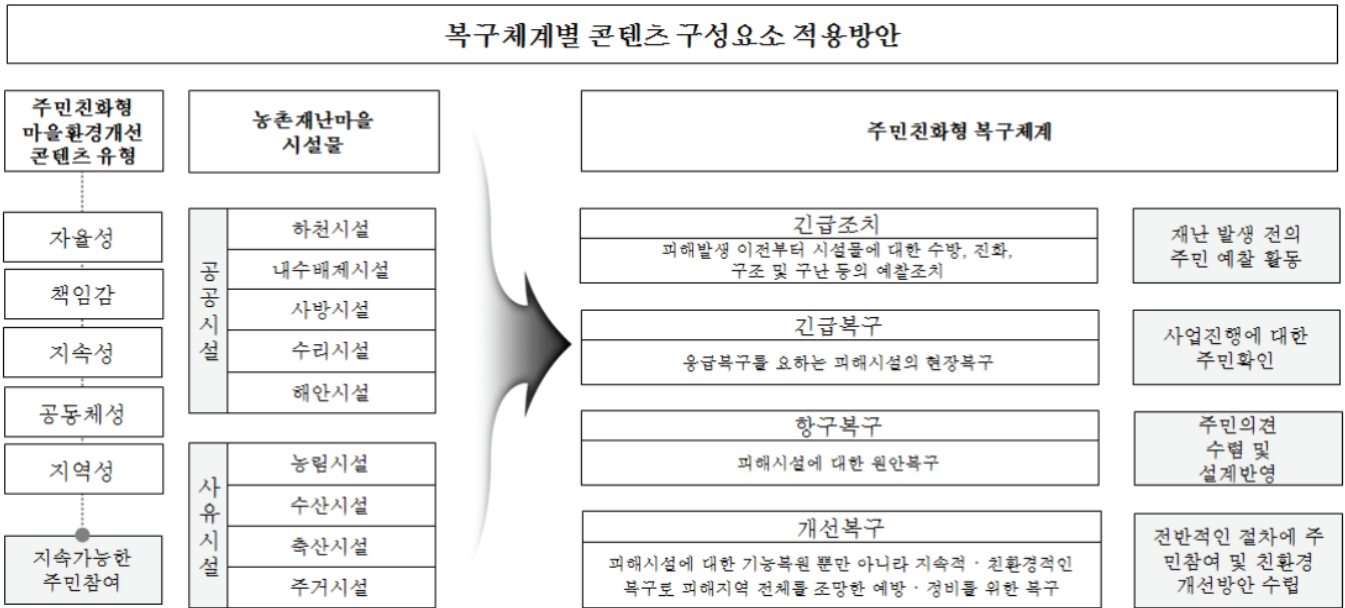 복구체계별 콘텐츠 구성요소 적용방안
주민친화형
마을환경개선
콘텐츠 유형
자율성
책임감
지속성
공동체성
지역성
지속가능한
주민참여
농촌재난마을
시설물
공공시설
하천시설
내수배제시설
사방시설
수리시설
해안시설
사유시설
농림시설
수산시설
축산시설
주거시설
주민친화형 복구체계
긴급조치
피해발생 이전부터 시설물에 대한 수방, 진화,
구조 및 구난 등의 예찰조치
재난 발생 전의
주민 예찰 활동
긴급복구
응급복구를 요하는 피해시설의 현장복구
사업진행에 대한
주민확인
항구복구
피해시설에 대한 원안복구
주민의견
수렴 및
설계반영
개선복구
피해시설에 대한 기능복원 뿐만 아니라 지속적 · 친환경적인
복구로 피해지역 전체를 조망한 예방 · 정비를 위한 복구
전반적인 절차에 주
민참여 및 친환경
개선방안 수립